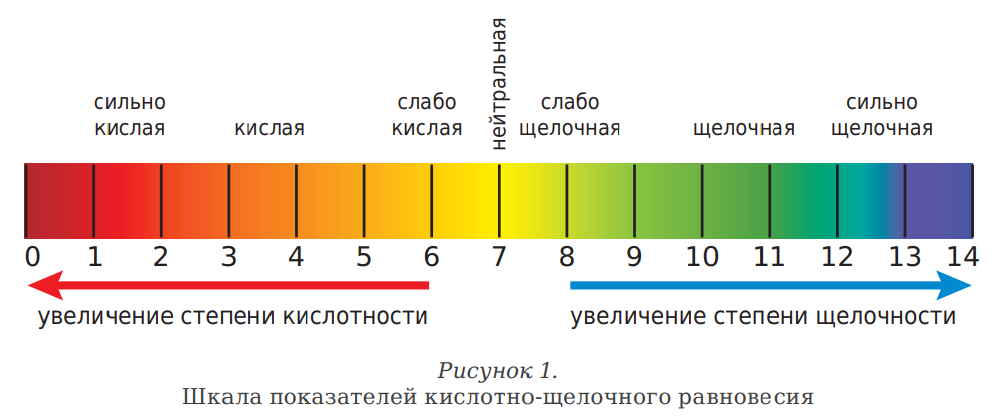 сильно
кислая
кислая
слабо
кислая
нейтральная
слабо
щелочная
щелочная
сильно
щелочная
0 1 2 3 4 5 6 7 8 9 10 11 12 13 14
увеличение степени кислотности
увеличение степени щелочности
Рисунок 1.
Шкала показателей кислотно-щелочного равновесия